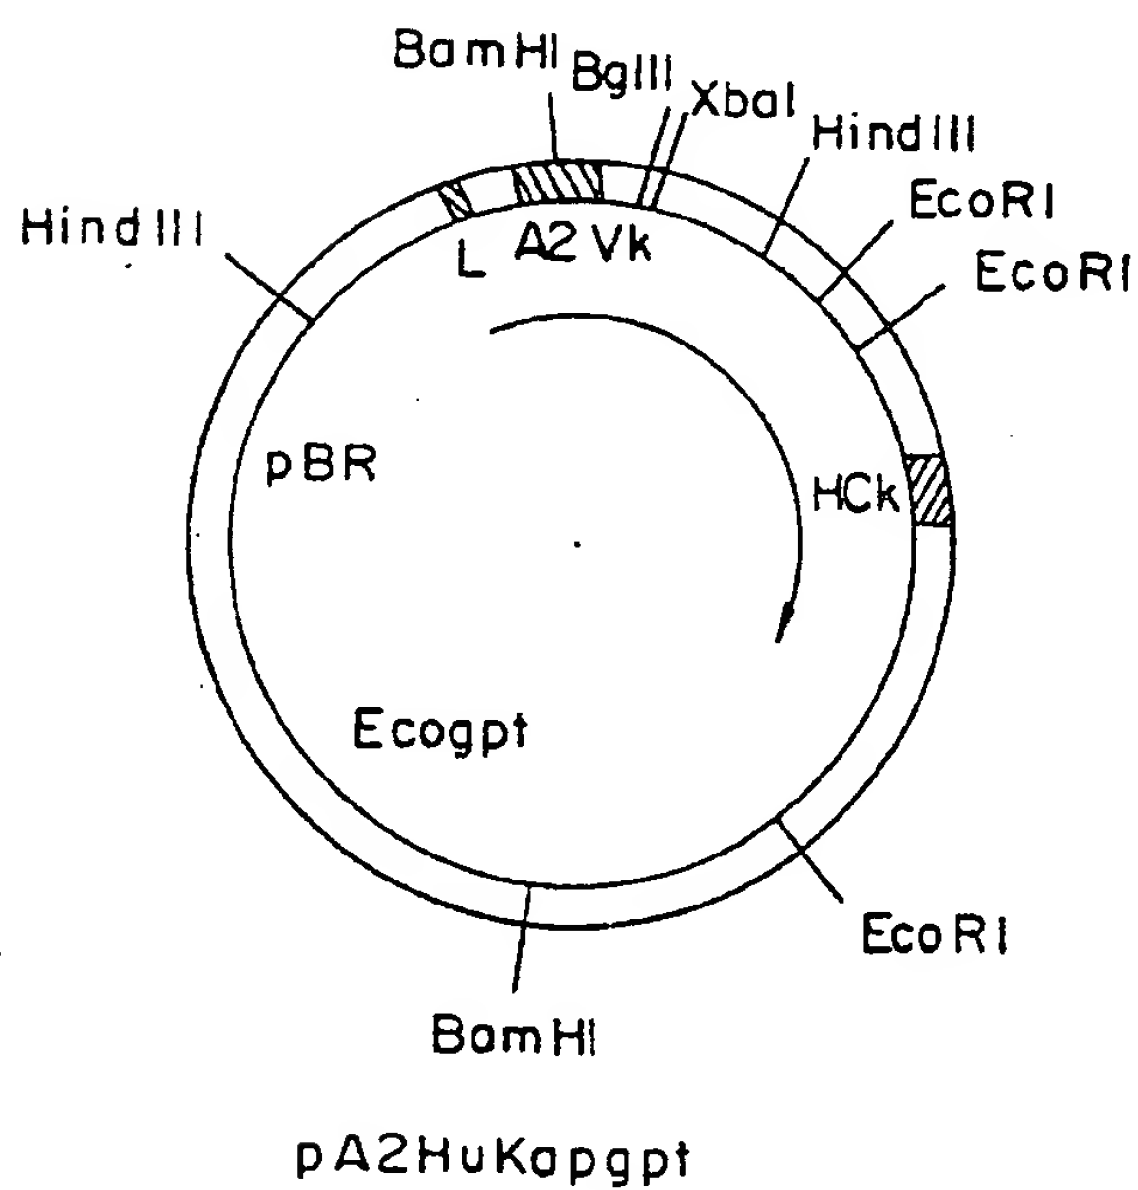 BamHI
BglII
XbaI
HindIII
EcoRI
HindIII
L
A2 Vk
EcoRI
pBR
HCk
Ecogpt
EcoRI
BamHI
pA2HuKapgpt